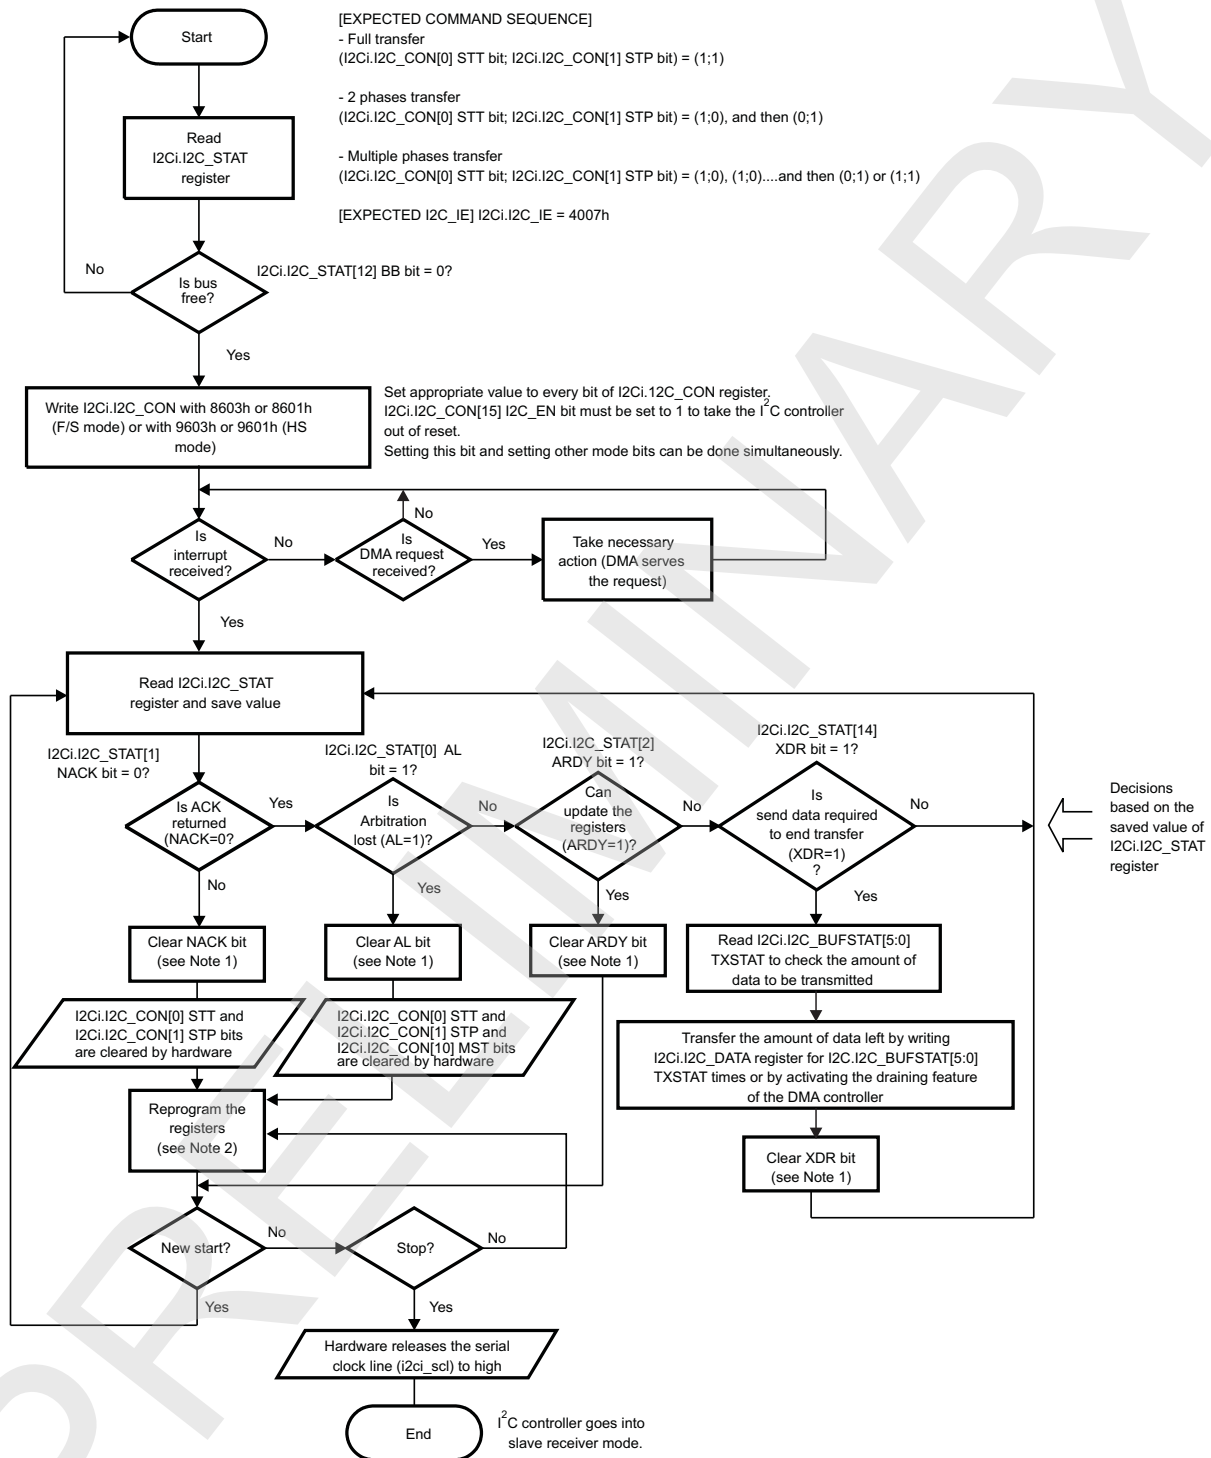 Start
[EXPECTED COMMAND SEQUENCE]
- Full transfer
(I2Ci.I2C_CON[0] STT bit; I2Ci.I2C_CON[1] STP bit) = (1;1)
- 2 phases transfer
(I2Ci.I2C_CON[0] STT bit; I2Ci.I2C_CON[1] STP bit) = (1;0), and then (0;1)
- Multiple phases transfer
(I2Ci.I2C_CON[0] STT bit; I2Ci.I2C_CON[1] STP bit) = (1;0), (1;0)....and then (0;1) or (1;1)
[EXPECTED I2C_IE] I2Ci.I2C_IE = 4007h
Read
I2Ci.I2C_STAT
register
No
I2Ci.I2C_STAT[12] BB bit = 0?
Is bus
free?
Yes
Write I2Ci.I2C_CON with 8603h or 8601h
(F/S mode) or with 9603h or 9601h (HS
mode)
Set appropriate value to every bit of I2Ci.12C_CON register.
I2Ci.I2C_CON[15] I2C_EN bit must be set to 1 to take the I2C controller
out of reset.
Setting this bit and setting other mode bits can be done simultaneously.
Is
interrupt
received?
No
No
Is
DMA request
received?
Yes
Take necessary
action (DMA serves
the request)
Yes
Read I2Ci.I2C_STAT
register and save value
I2Ci.I2C_STAT[1]
NACK bit = 0?
I2Ci.I2C_STAT[0] AL
bit = 1?
I2Ci.I2C_STAT[2]
ARDY bit = 1?
I2Ci.I2C_STAT[14]
XDR bit = 1?
Is ACK
returned
(NACK=0?
Yes
Is
Arbitration
lost (AL=1)?
No
Can
update the
registers
(ARDY=1)?
No
Is
send data required
to end transfer
(XDR=1)
?
No
Decisions
based on the
saved value of
I2Ci.I2C_STAT
register
No
Yes
Yes
Yes
Clear NACK bit
(see Note 1)
Clear AL bit
(see Note 1)
Clear ARDY bit
(see Note 1)
Read I2Ci.I2C_BUFSTAT[5:0]
TXSTAT to check the amount of
data to be transmitted
I2Ci.I2C_CON[0] STT and
I2Ci.I2C_CON[1] STP bits
are cleared by hardware
I2Ci.I2C_CON[0] STT and
I2Ci.I2C_CON[1] STP and
I2Ci.I2C_CON[10] MST bits
are cleared by hardware
Transfer the amount of data left by writing
I2Ci.I2C_DATA register for I2C.I2C_BUFSTAT[5:0]
TXSTAT times or by activating the draining feature
of the DMA controller
Reprogram the
registers
(see Note 2)
Clear XDR bit
(see Note 1)
New start?
No
Stop?
No
Yes
Yes
Hardware releases the serial
clock line (i2ci_scl) to high
End
I2C controller goes into
slave receiver mode.
PRELIMINARY